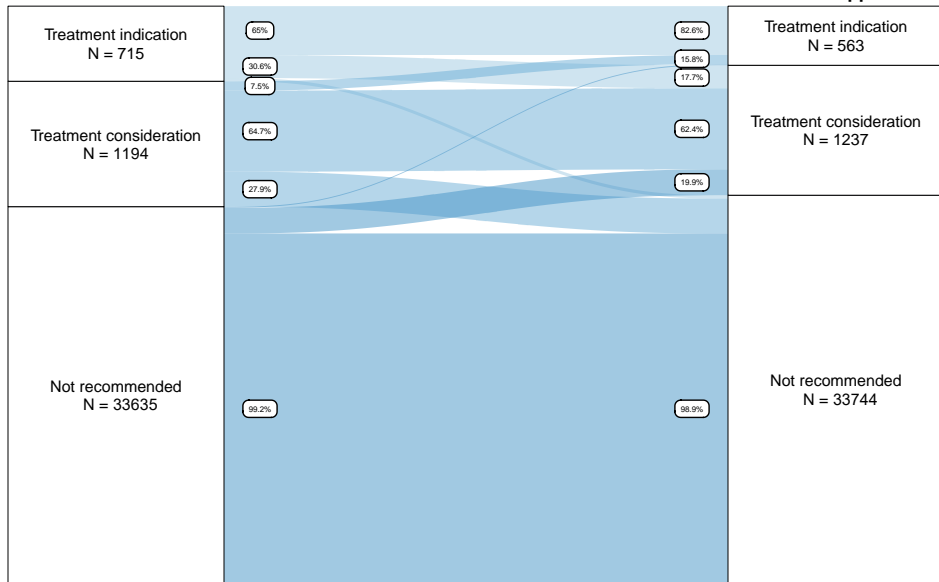 Treatment indication
N = 715
65%
82.6%
Treatment indication
N = 563
30.6%
15.8%
7.5%
17.7%
Treatment consideration
N = 1194
64.7%
62.4%
Treatment consideration
N = 1237
27.9%
19.9%
Not recommended
N = 33635
99.2%
98.9%
Not recommended
N = 33744